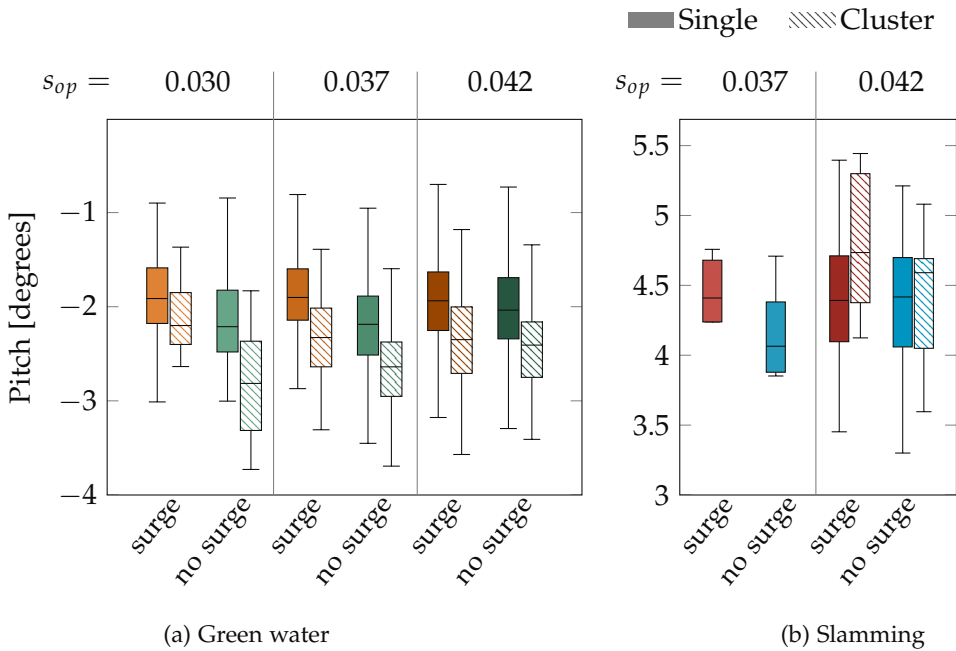 Single Cluster
s_op = 0.030 0.037 0.042
s_op = 0.037 0.042
Pitch [degrees]
−1
−2
−3
−4
surge
no surge
surge
no surge
surge
no surge
5.5
5
4.5
4
3.5
3
surge
no surge
surge
no surge
(a) Green water
(b) Slamming